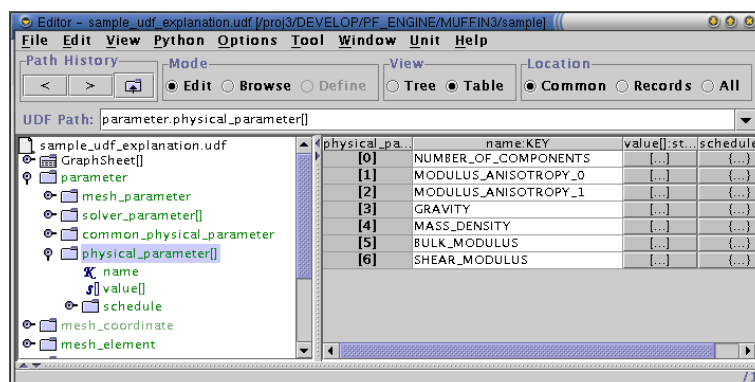 Editor - sample_udf_explanation.udf [/proj3/DEVELOP/PF_ENGINE/MUFFIN3/sample]
File Edit View Python Options Tool Window Unit Help
Path History
Mode
View
Location
< >
Edit Browse Define
Tree Table
Common Records All
UDF Path: parameter.physical_parameter[]
sample_udf_explanation.udf
GraphSheet[]
parameter
mesh_parameter
solver_parameter[]
common_physical_parameter
physical_parameter[]
K name
s[] value[]
schedule
mesh_coordinate
mesh_element
physical_pa... name:KEY value[]:st... schedule
[0] NUMBER_OF_COMPONENTS [...] {...}
[1] MODULUS_ANISOTROPY_0 [...] {...}
[2] MODULUS_ANISOTROPY_1 [...] {...}
[3] GRAVITY [...] {...}
[4] MASS_DENSITY [...] {...}
[5] BULK_MODULUS [...] {...}
[6] SHEAR_MODULUS [...] {...}